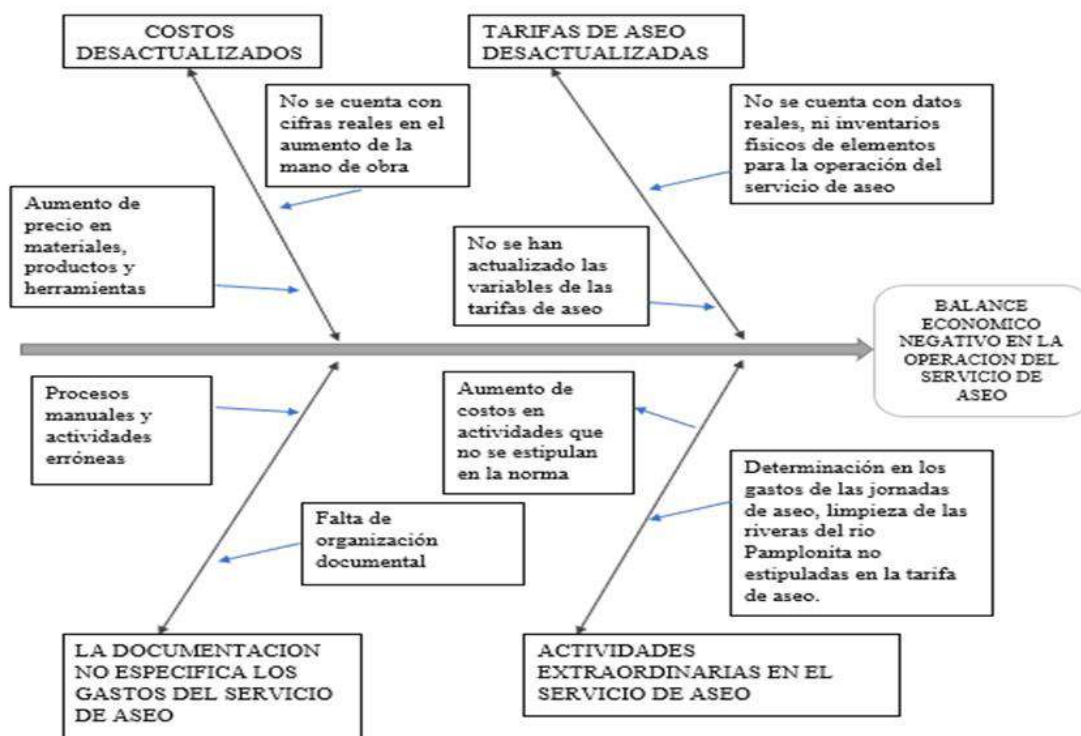 COSTOS
DESACTUALIZADOS
TARIFAS DE ASEO
DESACTUALIZADAS
No se cuenta con
cifras reales en el
aumento de la
mano de obra
No se cuenta con datos
reales, ni inventarios
físicos de elementos
para la operación del
servicio de aseo
Aumento de
precio en
materiales,
productos y
herramientas
No se han
actualizado las
variables de las
tarifas de aseo
BALANCE
ECONOMICO
NEGATIVO EN LA
OPERACION DEL
SERVICIO DE
ASEO
Procesos
manuales y
actividades
erróneas
Aumento de
costos en
actividades que
no se estipulan
en la norma
Falta de
organización
documental
Determinación en los
gastos de las jornadas
de aseo, limpieza de las
riveras del rio
Pamplonita no
estipuladas en la tarifa
de aseo.
LA DOCUMENTACION
NO ESPECIFICA LOS
GASTOS DEL SERVICIO
DE ASEO
ACTIVIDADES
EXTRAORDINARIAS EN EL
SERVICIO DE ASEO